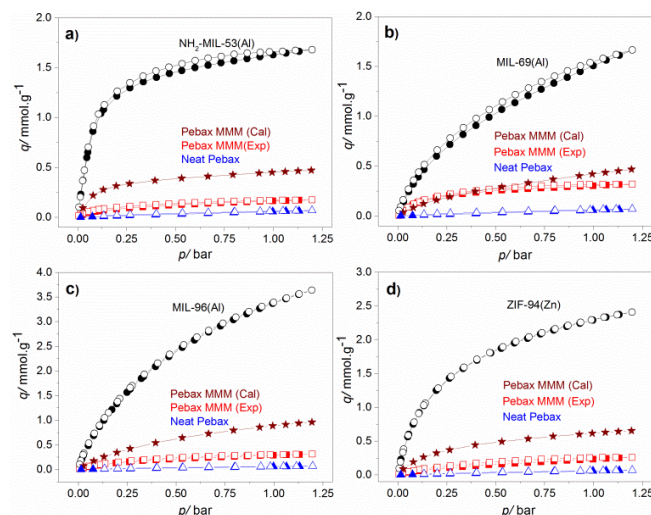 a)
NH₂-MIL-53(Al)
Pebax MMM (Cal)
Pebax MMM(Exp)
Neat Pebax
q/ mmol.g⁻¹
2.0
1.5
1.0
0.5
0.0
0.00 0.25 0.50 0.75 1.00 1.25
p/ bar
b)
MIL-69(Al)
Pebax MMM (Cal)
Pebax MMM (Exp)
Neat Pebax
q/ mmol.g⁻¹
2.0
1.5
1.0
0.5
0.0
0.00 0.25 0.50 0.75 1.00 1.25
p/ bar
c)
MIL-96(Al)
Pebax MMM (Cal)
Pebax MMM (Exp)
Neat Pebax
q/ mmol.g⁻¹
4.0
3.5
3.0
2.5
2.0
1.5
1.0
0.5
0.0
0.00 0.25 0.50 0.75 1.00 1.25
p/ bar
d)
ZIF-94(Zn)
Pebax MMM (Cal)
Pebax MMM (Exp)
Neat Pebax
q/ mmol.g⁻¹
3.0
2.5
2.0
1.5
1.0
0.5
0.0
0.00 0.25 0.50 0.75 1.00 1.25
p/ bar